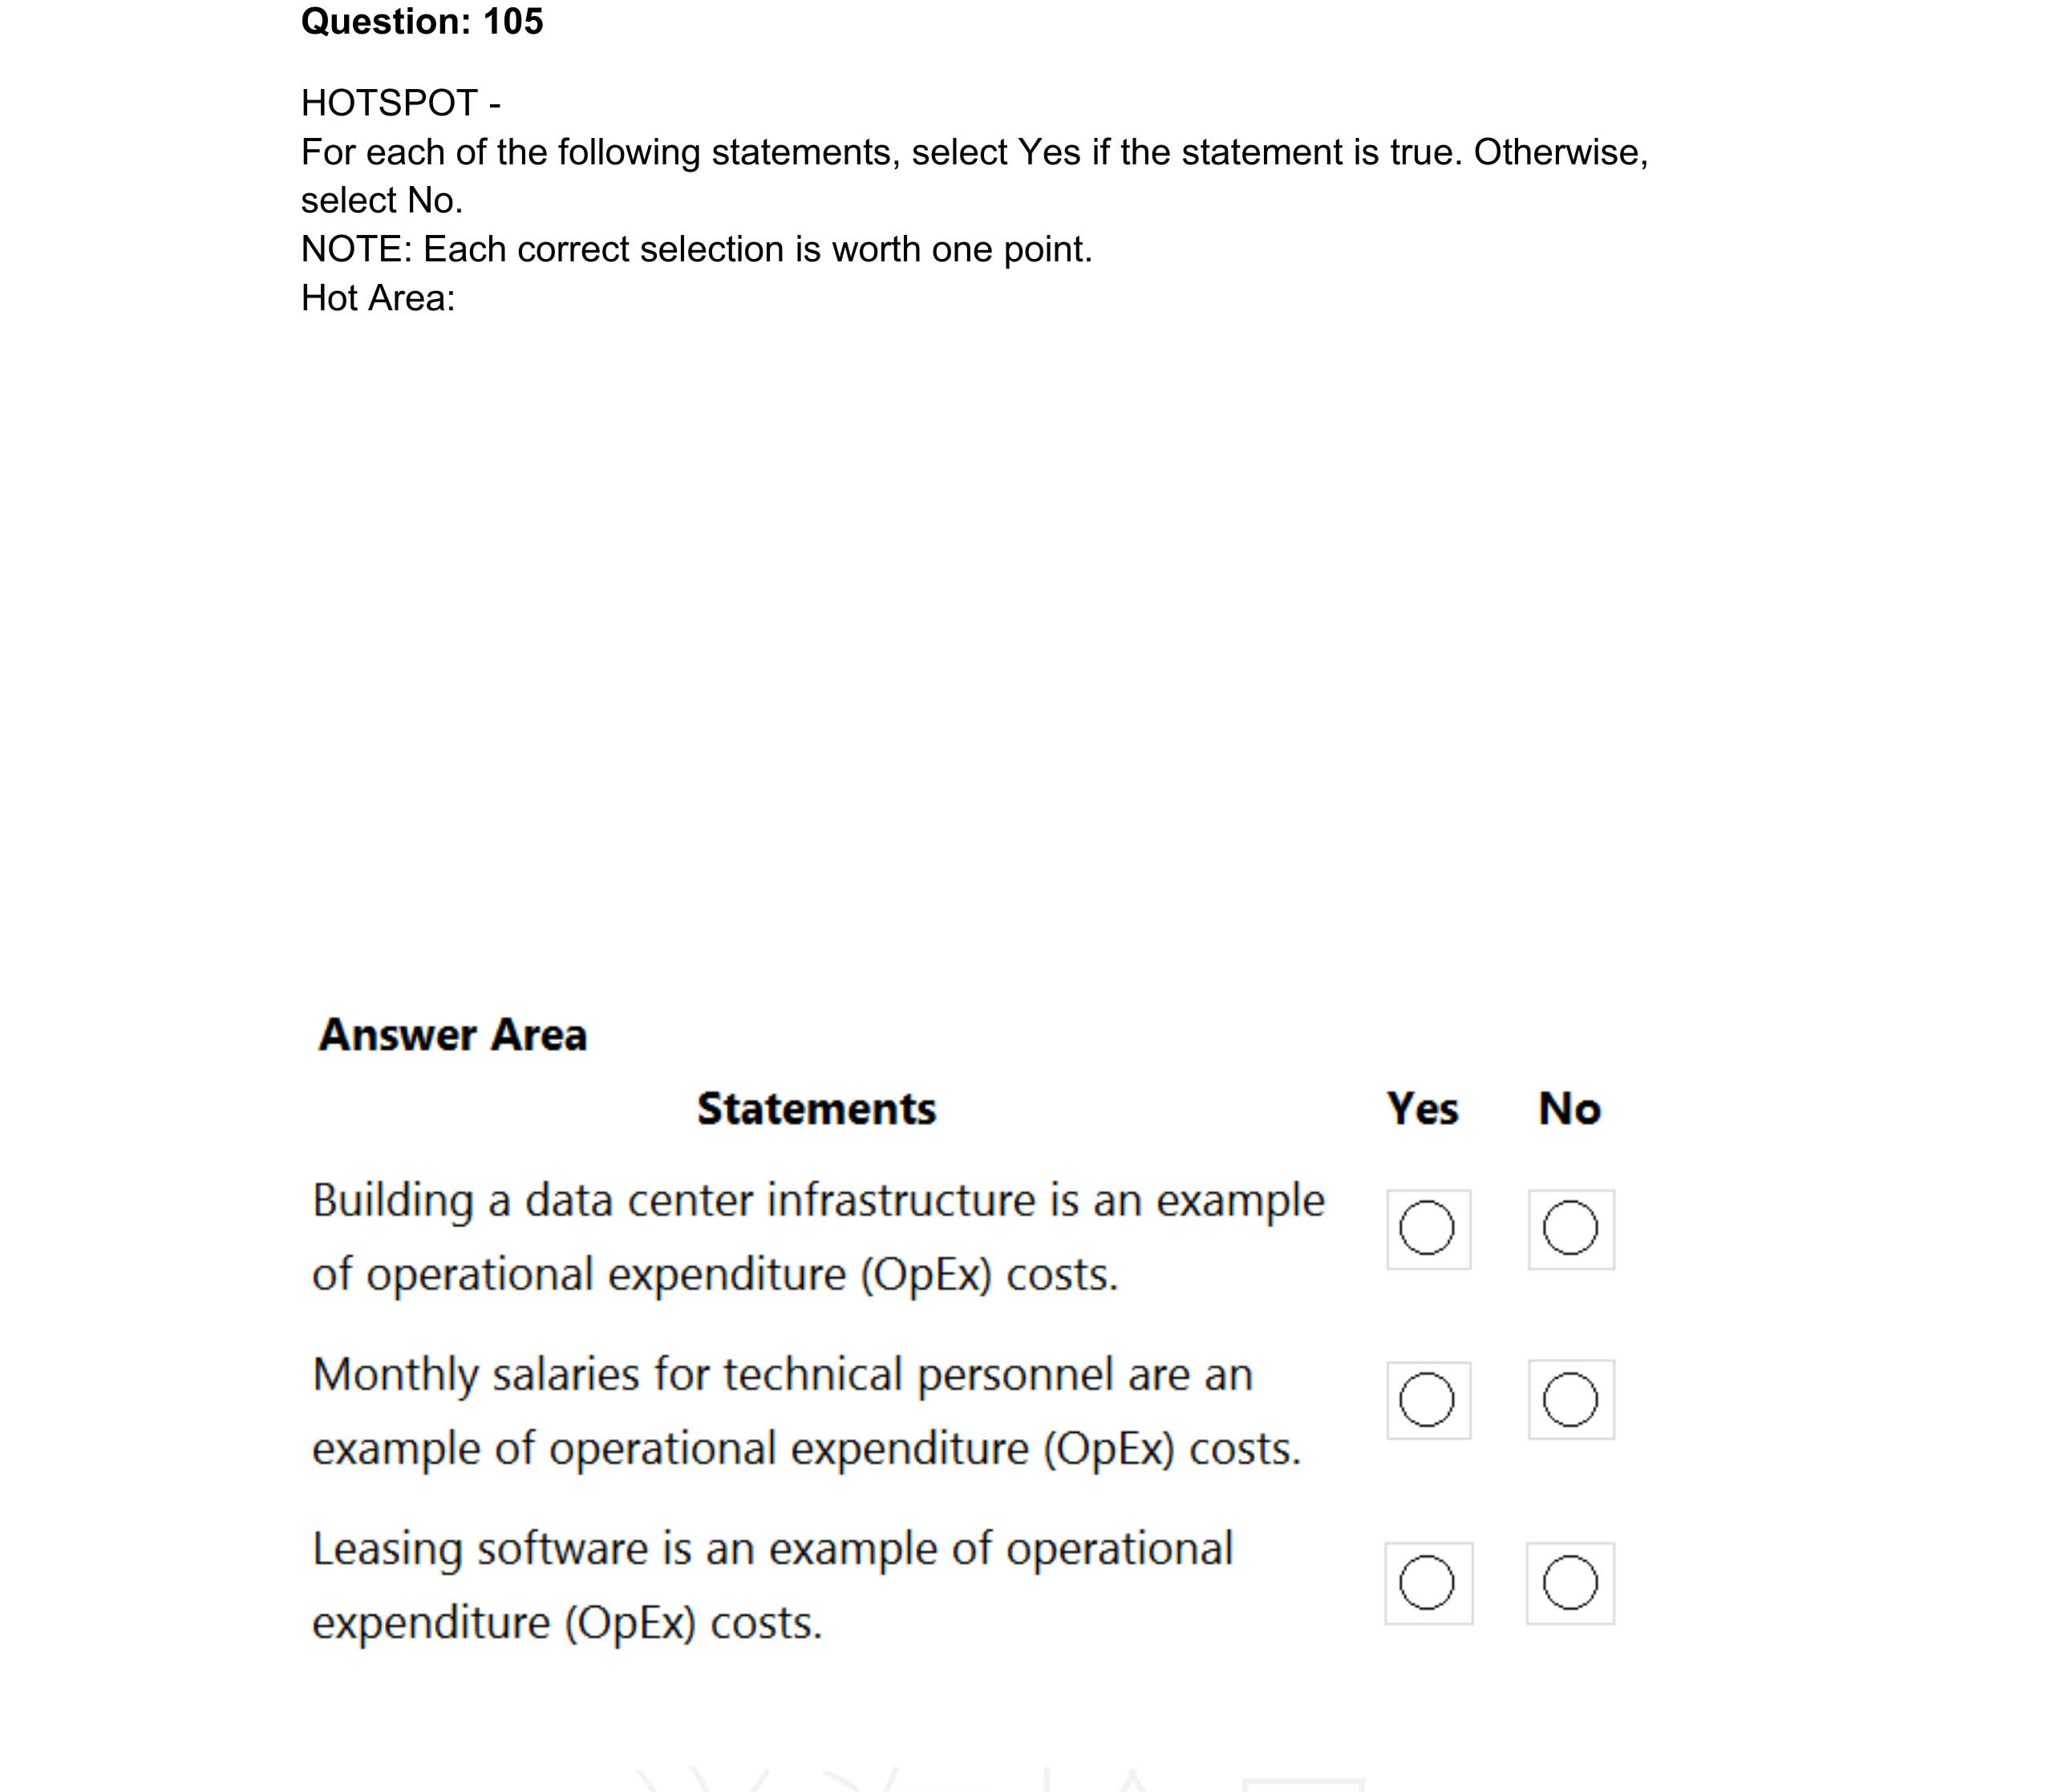 Question: 105
HOTSPOT -
For each of the following statements, select Yes if the statement is true. Otherwise,
select No.
NOTE: Each correct selection is worth one point.
Hot Area:
Answer Area
Statements Yes No
Building a data center infrastructure is an example
of operational expenditure (OpEx) costs.
Monthly salaries for technical personnel are an
example of operational expenditure (OpEx) costs.
Leasing software is an example of operational
expenditure (OpEx) costs.